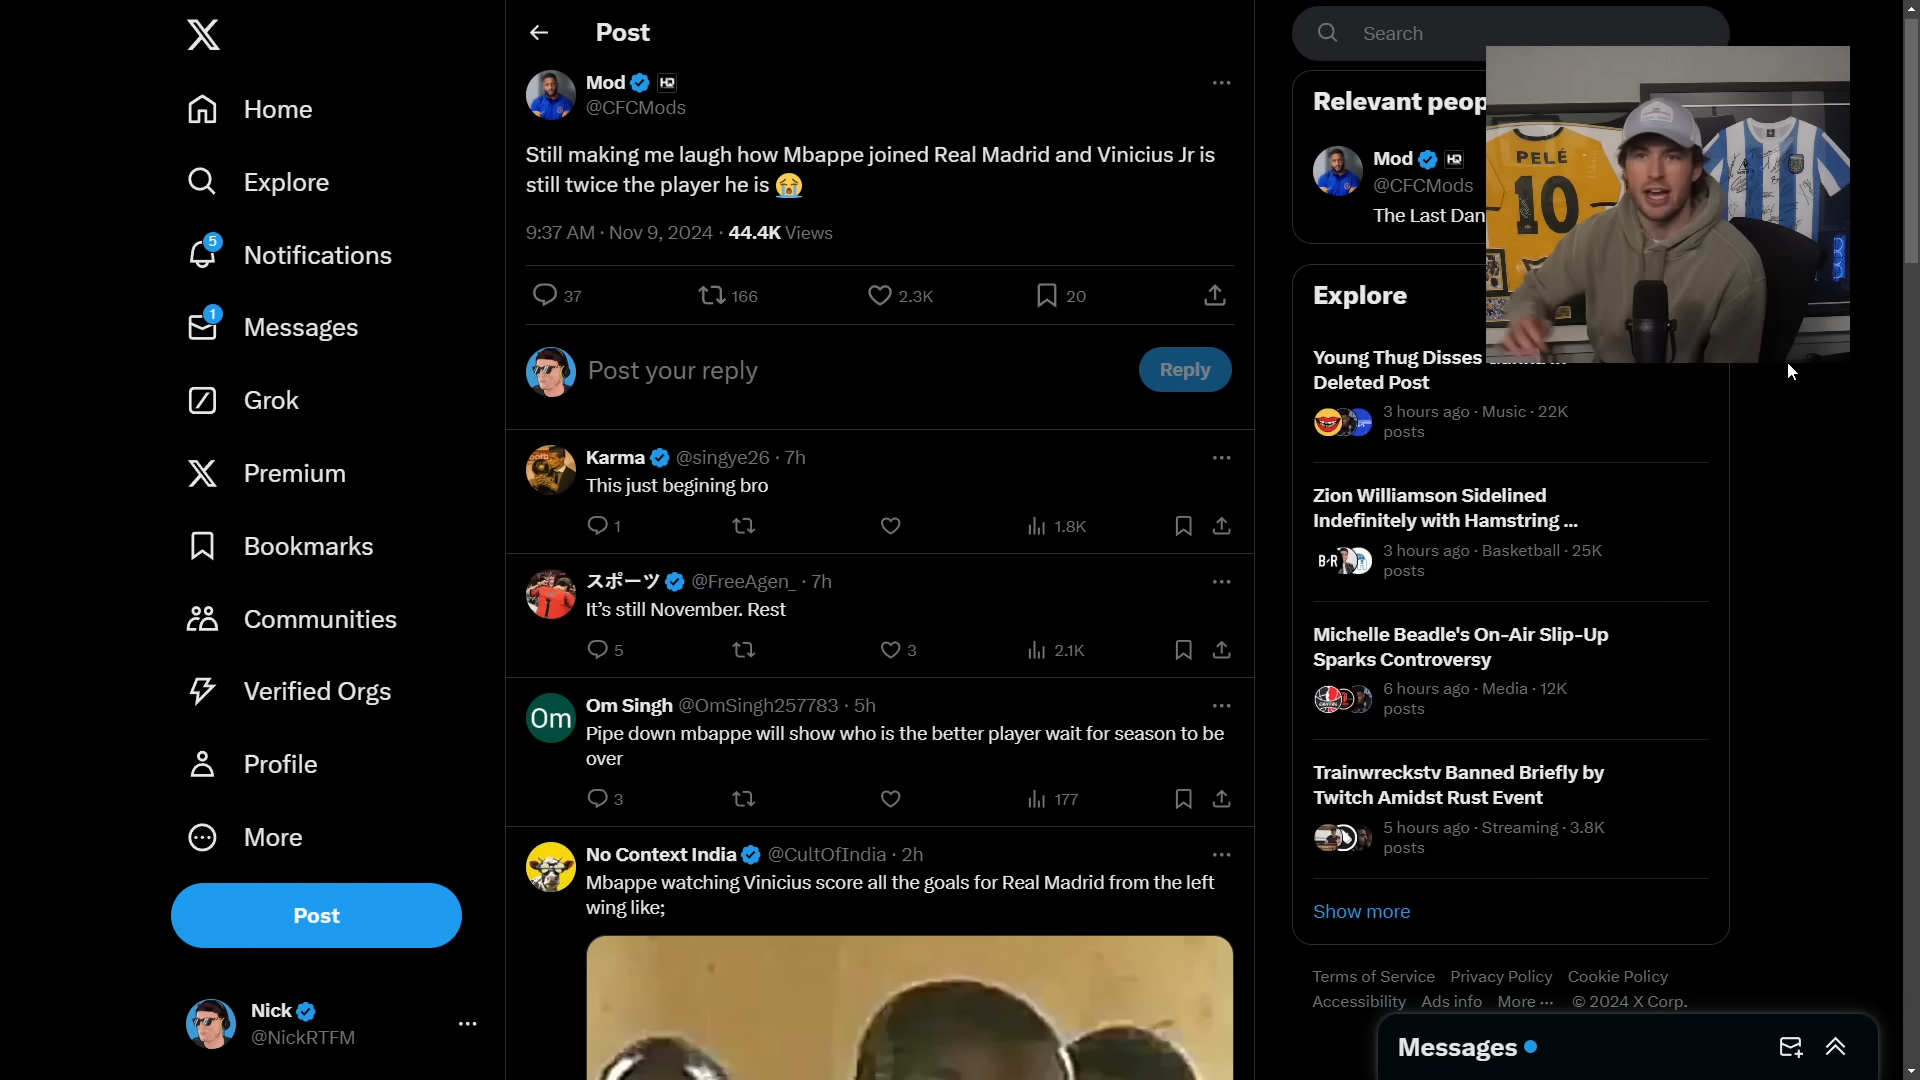 Home
Explore
5
Notifications
1
Messages
Grok
Premium
Bookmarks
Communities
Verified Orgs
Profile
More
Post
Nick
@NickRTFM
Post
Mod HQ
@CFCMods
Still making me laugh how Mbappe joined Real Madrid and Vinicius Jr is
still twice the player he is 😭
9:37 AM · Nov 9, 2024 · 44.4K Views
37 166 2.3K 20
Post your reply
Reply
Karma @singye26 · 7h
This just begining bro
1 1.8K
スポーツ @FreeAgen_ · 7h
It’s still November. Rest
5 3 2.1K
Om
Om Singh @OmSingh257783 · 5h
Pipe down mbappe will show who is the better player wait for season to be
over
3 177
No Context India @CultOfIndia · 2h
Mbappe watching Vinicius score all the goals for Real Madrid from the left
wing like;
Search
Relevant peop
Mod HQ
@CFCMods
The Last Dan
PELÉ
10
Explore
Young Thug Disses
Deleted Post
3 hours ago · Music · 22K
posts
Zion Williamson Sidelined
Indefinitely with Hamstring ...
B/R
3 hours ago · Basketball · 25K
posts
Michelle Beadle's On-Air Slip-Up
Sparks Controversy
6 hours ago · Media · 12K
posts
Trainwreckstv Banned Briefly by
Twitch Amidst Rust Event
5 hours ago · Streaming · 3.8K
posts
Show more
Terms of Service Privacy Policy Cookie Policy
Accessibility Ads info More ··· © 2024 X Corp.
Messages